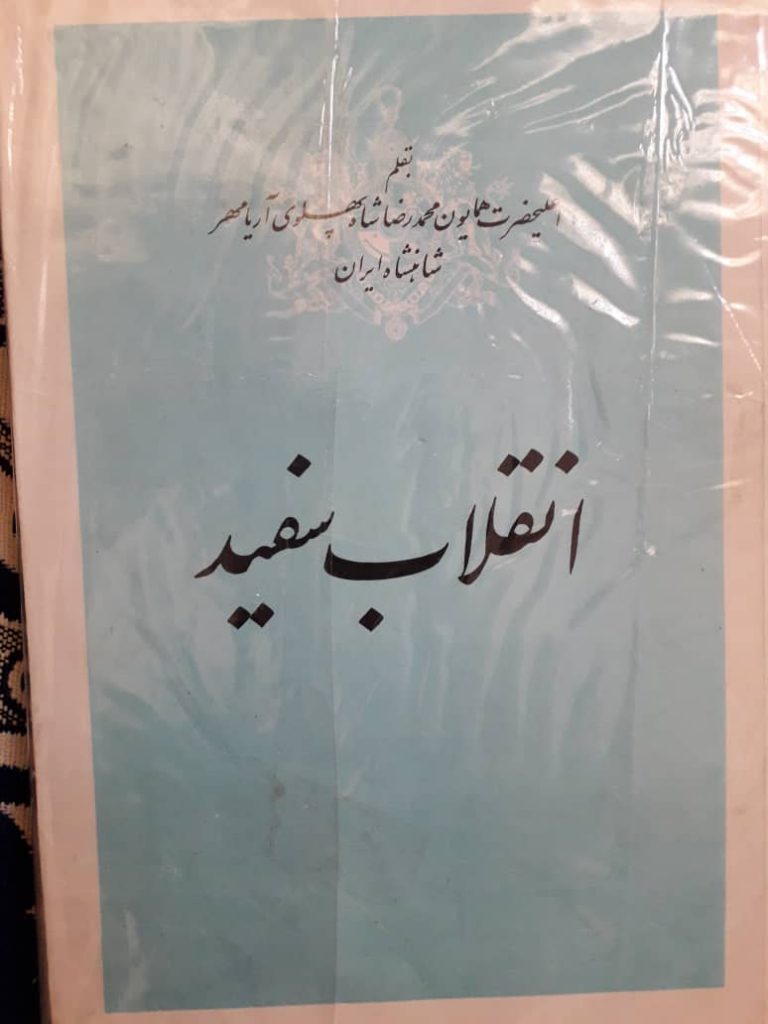 بقلم
اعلیحضرت همایون محمدرضا شاه پهلوی آریامهر
شاهنشاه ایران
انقلاب سفید